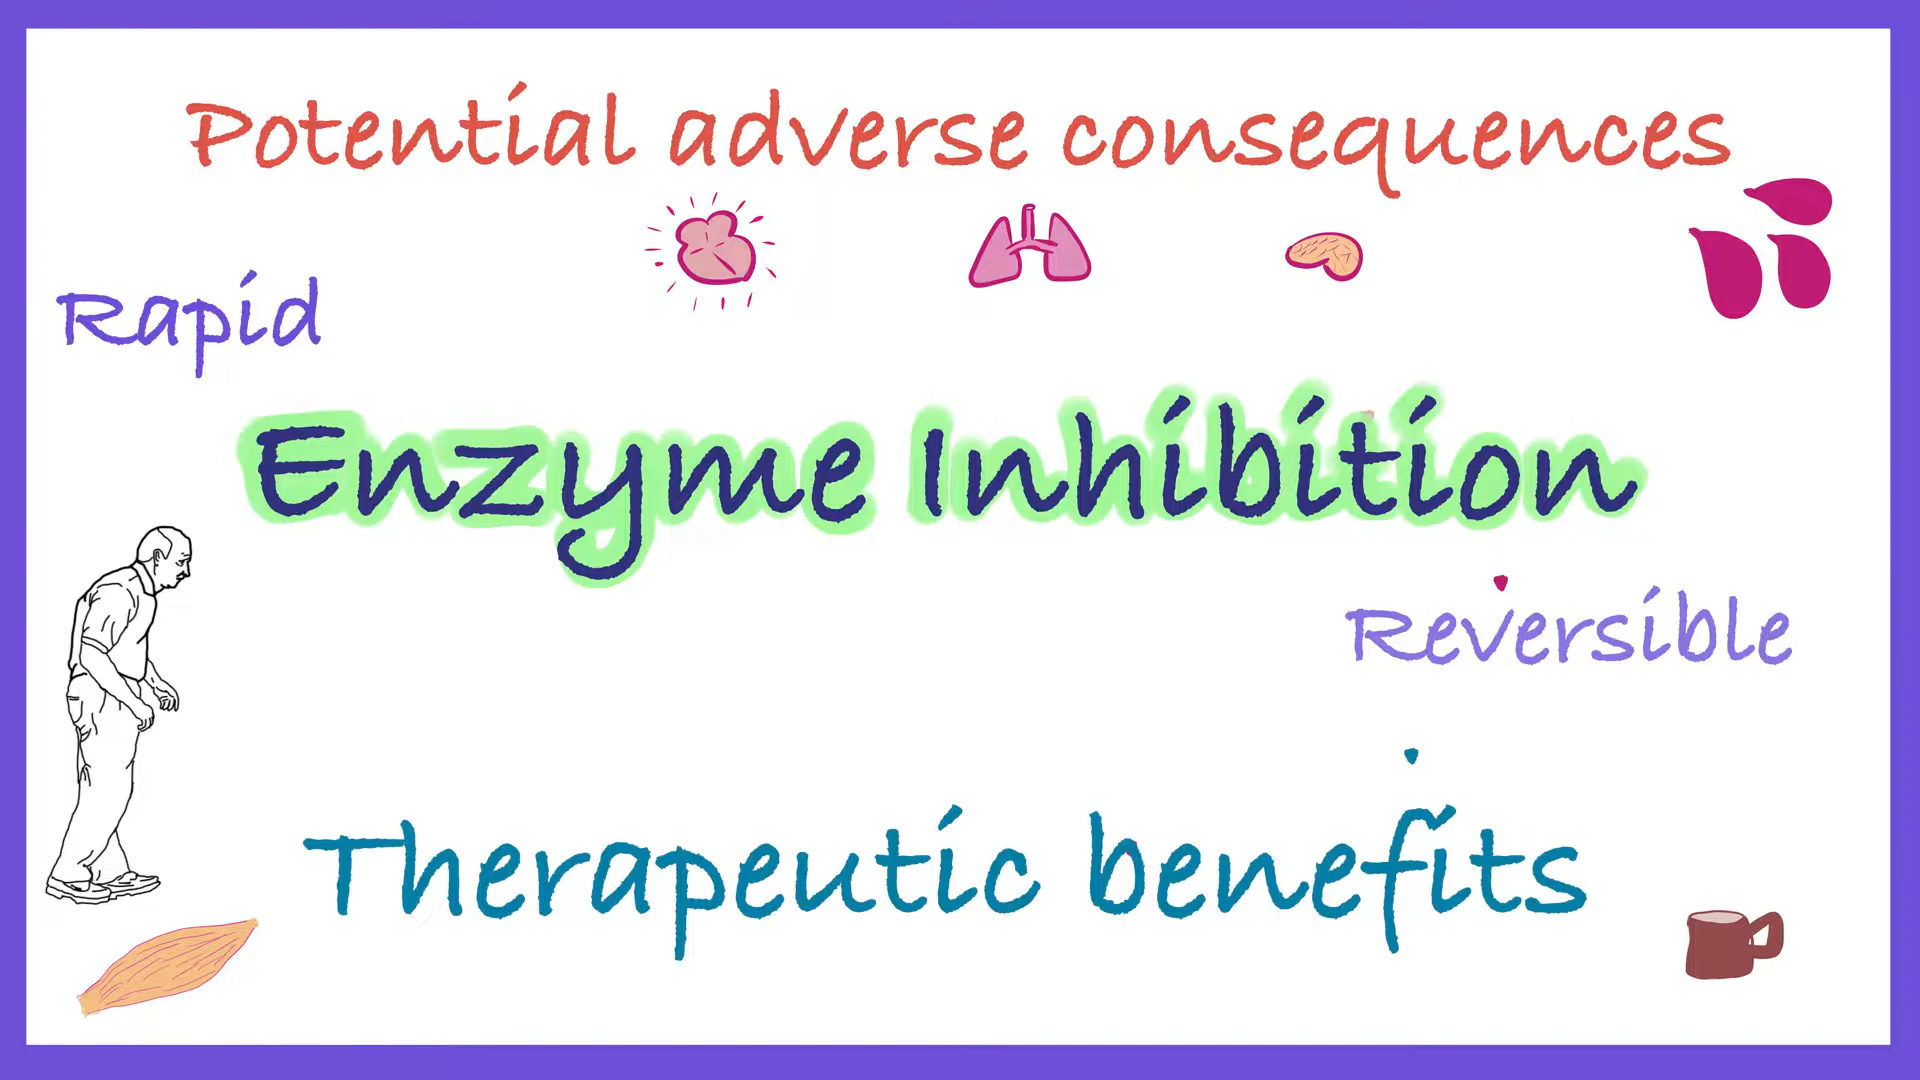 Potential adverse consequences
Rapid
Enzyme Inhibition
Reversible
Therapeutic benefits